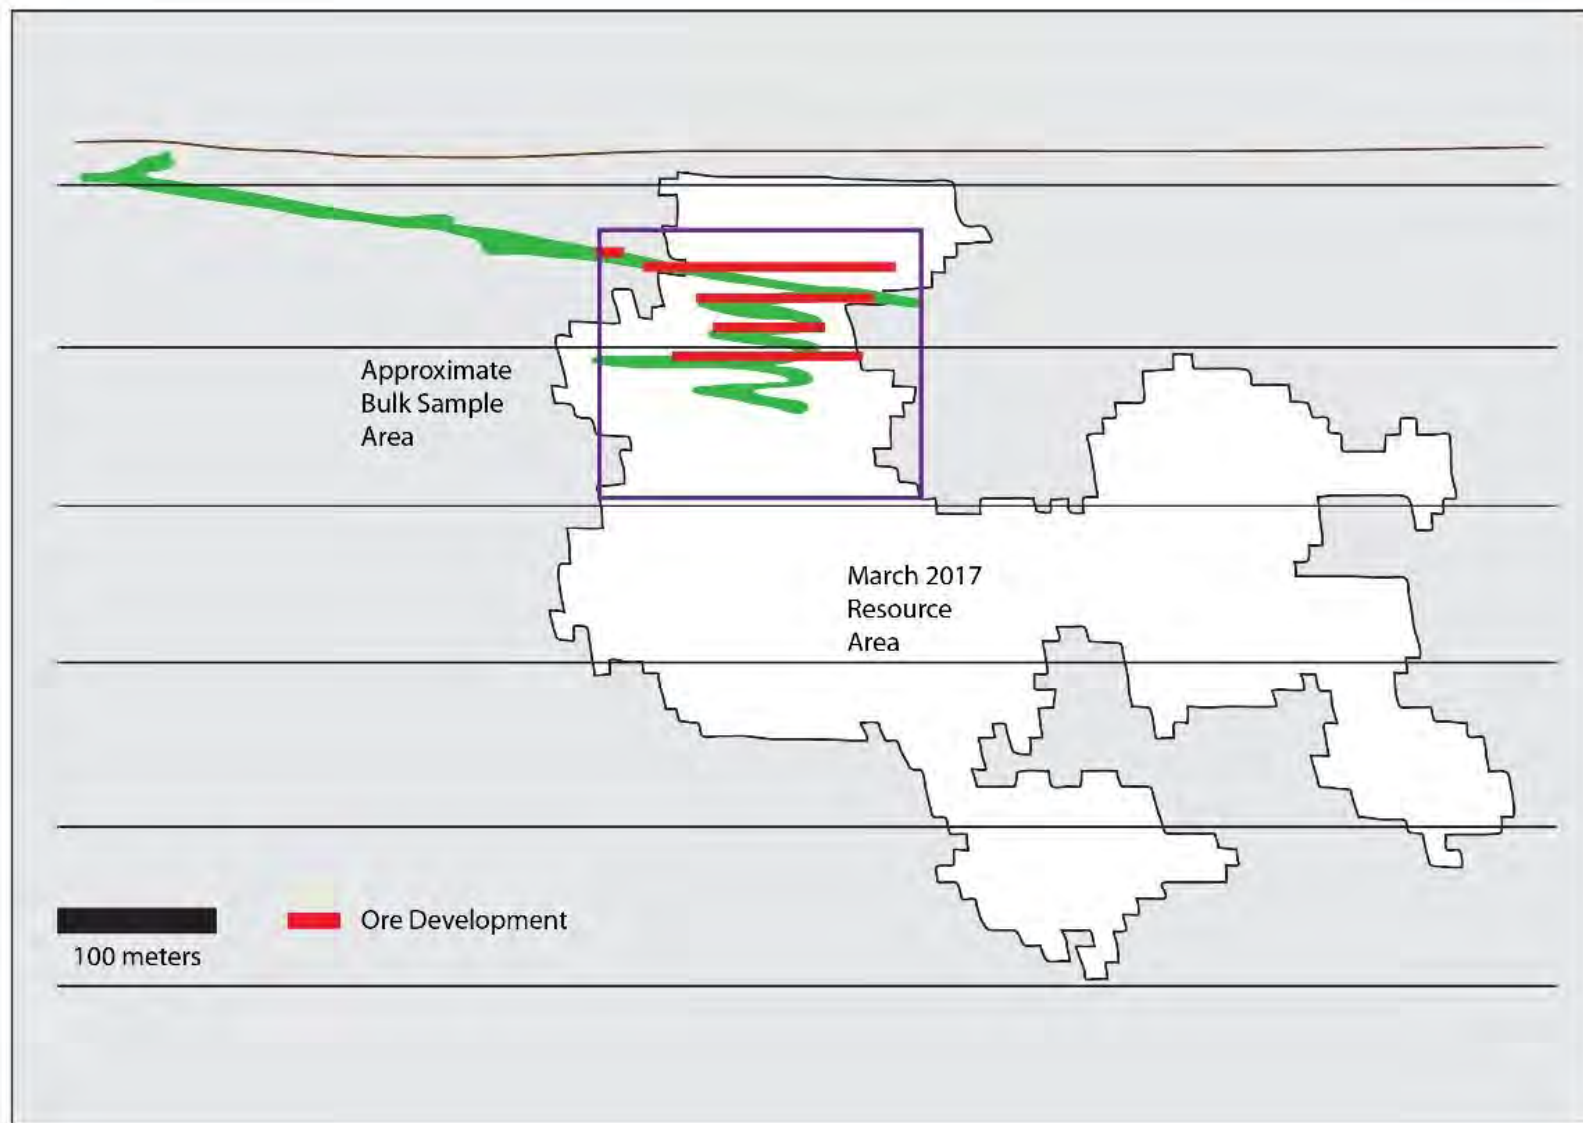 Approximate
Bulk Sample
Area
March 2017
Resource
Area
Ore Development
100 meters